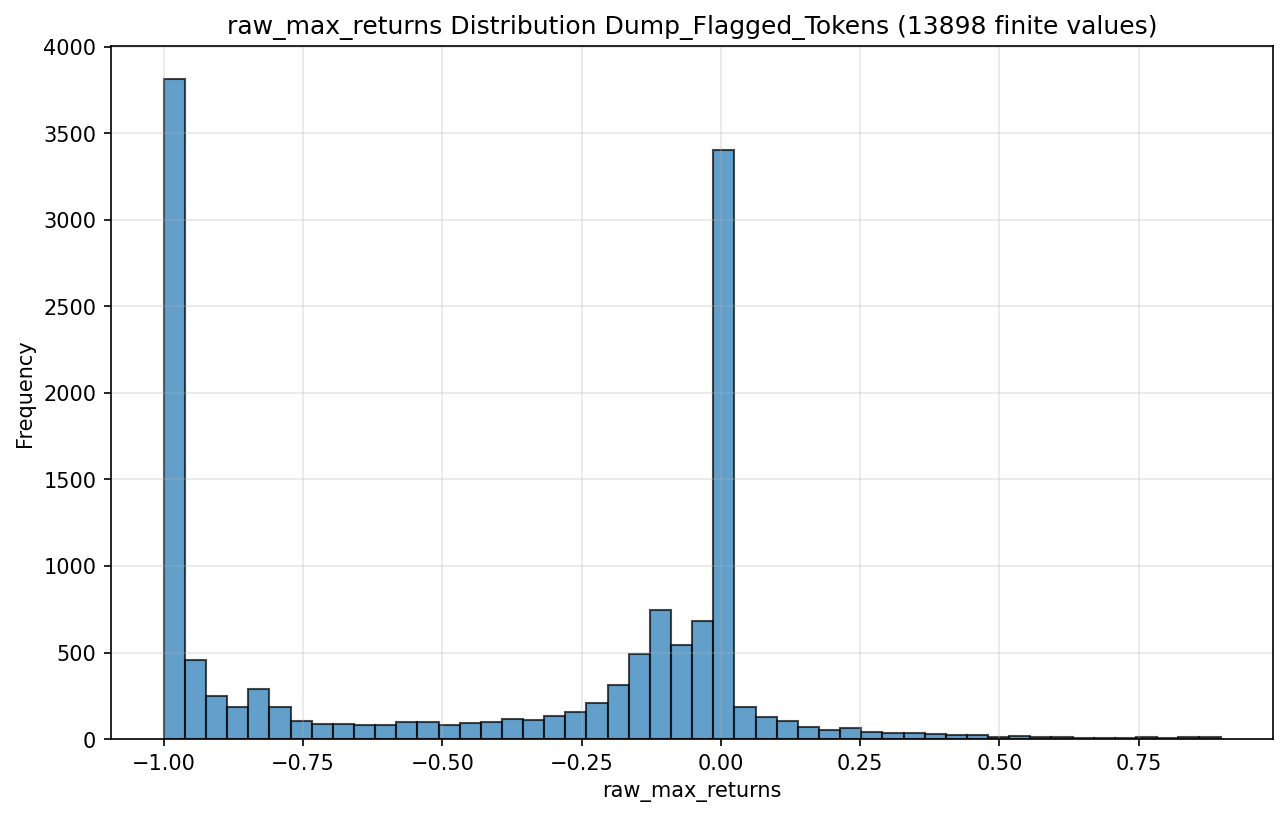 raw_max_returns Distribution Dump_Flagged_Tokens (13898 finite values)
4000
3500
3000
2500
2000
1500
1000
500
0
Frequency
−1.00 −0.75 −0.50 −0.25 0.00 0.25 0.50 0.75
raw_max_returns